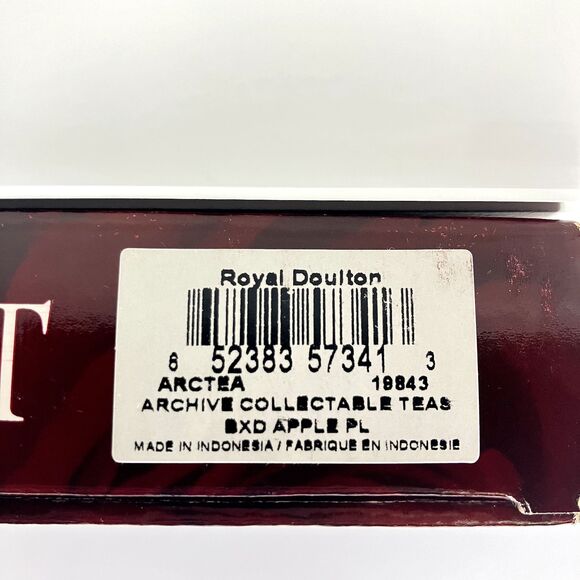 T
Royal Doulton
6 52383 57341 3
ARCTEA 19843
ARCHIVE COLLECTABLE TEAS
BXD APPLE PL
MADE IN INDONESIA / FABRIQUE EN INDONESIE